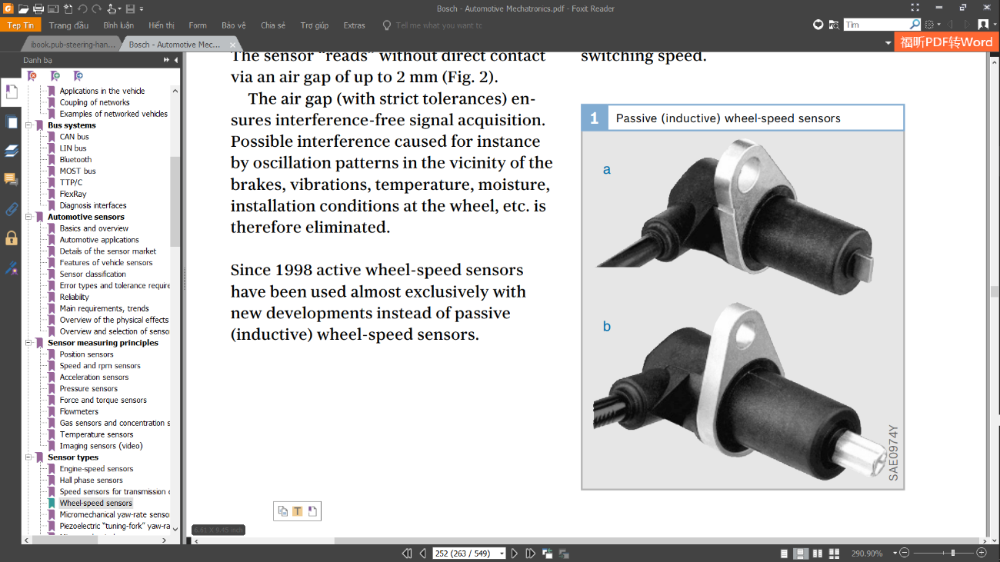 Bosch - Automotive Mechatronics.pdf - Foxit Reader
Tep Tin Trang đầu Bình luận Hiển thị Form Bảo vệ Chia sẻ Trợ giúp Extras Tell me what you want tc
Tìm
ibook.pub-steering-han... Bosch - Automotive Mec...
福昕PDF转Word
Danh ba
Applications in the vehicle
Coupling of networks
Examples of networked vehicles
Bus systems
CAN bus
LIN bus
Bluetooth
MOST bus
TTP/C
FlexRay
Diagnosis interfaces
Automotive sensors
Basics and overview
Automotive applications
Details of the sensor market
Features of vehicle sensors
Sensor classification
Error types and tolerance require
Reliability
Main requirements, trends
Overview of the physical effects
Overview and selection of senso
Sensor measuring principles
Position sensors
Speed and rpm sensors
Acceleration sensors
Pressure sensors
Force and torque sensors
Flowmeters
Gas sensors and concentration s
Temperature sensors
Imaging sensors (video)
Sensor types
Engine-speed sensors
Hall phase sensors
Speed sensors for transmission c
Wheel-speed sensors
Micromechanical yaw-rate senso
Piezoelectric “tuning-fork” yaw-ra
The sensor “reads” without direct contact
via an air gap of up to 2 mm (Fig. 2).
The air gap (with strict tolerances) en-
sures interference-free signal acquisition.
Possible interference caused for instance
by oscillation patterns in the vicinity of the
brakes, vibrations, temperature, moisture,
installation conditions at the wheel, etc. is
therefore eliminated.
Since 1998 active wheel-speed sensors
have been used almost exclusively with
new developments instead of passive
(inductive) wheel-speed sensors.
switching speed.
1 Passive (inductive) wheel-speed sensors
a
b
SAE0974Y
6.81 X 9.45 inch
252 (263 / 549)
290.90%